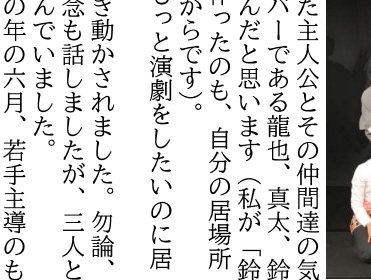 た主人公とその仲間達の気
バーである龍也、真太、鈴
んだと思います（私が「鈴
ったのも、自分の居場所
からです）。
っと演劇をしたいのに居
き動かされました。勿論、
念も話しましたが、三人と
んでいました。
の年の六月、若手主導のも